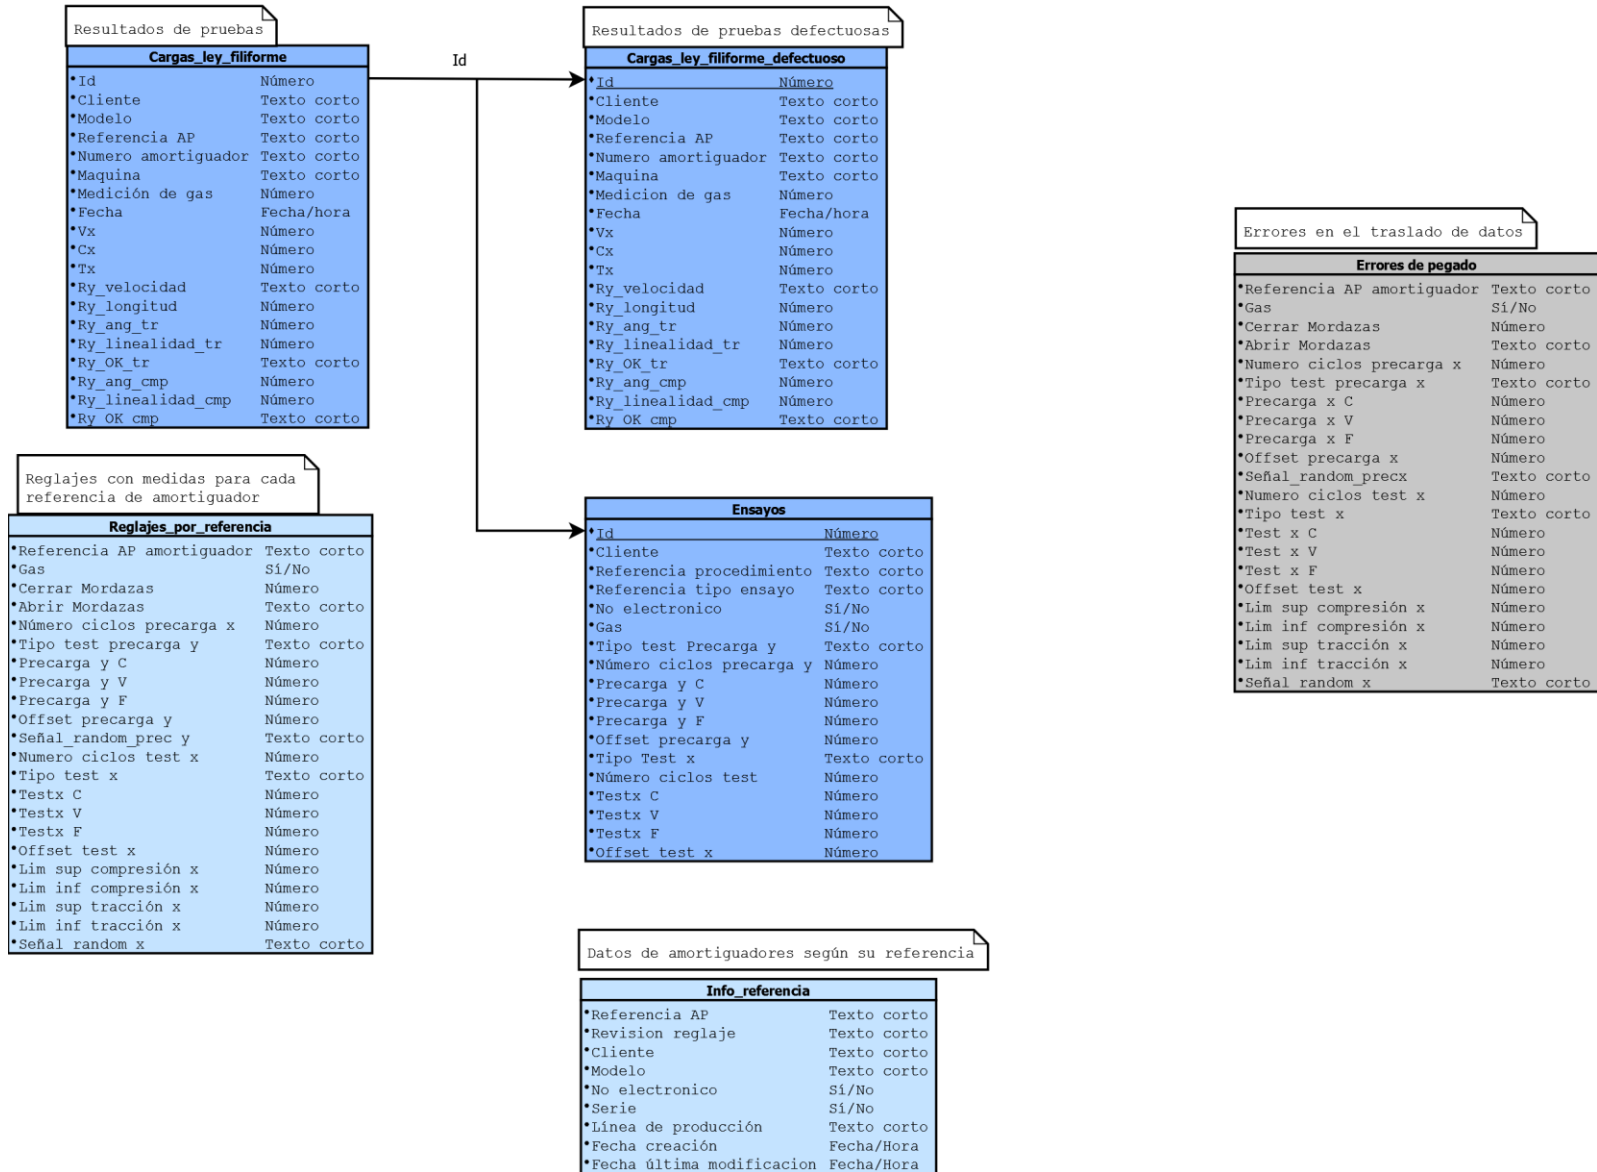 Resultados de pruebas
Cargas_ley_filiforme
Id Número
Cliente Texto corto
Modelo Texto corto
Referencia AP Texto corto
Numero amortiguador Texto corto
Maquina Texto corto
Medición de gas Número
Fecha Fecha/hora
Vx Número
Cx Número
Tx Número
Ry_velocidad Texto corto
Ry_longitud Número
Ry_ang_tr Número
Ry_linealidad_tr Número
Ry_OK_tr Texto corto
Ry_ang_cmp Número
Ry_linealidad_cmp Número
Ry_OK_cmp Texto corto
Id
Resultados de pruebas defectuosas
Cargas_ley_filiforme_defectuoso
Id Número
Cliente Texto corto
Modelo Texto corto
Referencia AP Texto corto
Numero amortiguador Texto corto
Maquina Texto corto
Medicion de gas Número
Fecha Fecha/hora
Vx Número
Cx Número
Tx Número
Ry_velocidad Texto corto
Ry_longitud Número
Ry_ang_tr Número
Ry_linealidad_tr Número
Ry_OK_tr Texto corto
Ry_ang_cmp Número
Ry_linealidad_cmp Número
Ry_OK_cmp Texto corto
Errores en el traslado de datos
Errores de pegado
Referencia AP amortiguador Texto corto
Gas Sí/No
Cerrar Mordazas Número
Abrir Mordazas Texto corto
Numero ciclos precarga x Número
Tipo test precarga x Texto corto
Precarga x C Número
Precarga x V Número
Precarga x F Número
Offset precarga x Número
Señal_random_precx Texto corto
Numero ciclos test x Número
Tipo test x Texto corto
Test x C Número
Test x V Número
Test x F Número
Offset test x Número
Lim sup compresión x Número
Lim inf compresión x Número
Lim sup tracción x Número
Lim inf tracción x Número
Señal random x Texto corto
Reglajes con medidas para cada
referencia de amortiguador
Reglajes_por_referencia
Referencia AP amortiguador Texto corto
Gas Sí/No
Cerrar Mordazas Número
Abrir Mordazas Texto corto
Número ciclos precarga x Número
Tipo test precarga y Texto corto
Precarga y C Número
Precarga y V Número
Precarga y F Número
Offset precarga y Número
Señal_random_prec y Texto corto
Numero ciclos test x Número
Tipo test x Texto corto
Testx C Número
Testx V Número
Testx F Número
Offset test x Número
Lim sup compresión x Número
Lim inf compresión x Número
Lim sup tracción x Número
Lim inf tracción x Número
Señal random x Texto corto
Ensayos
Id Número
Cliente Texto corto
Referencia procedimiento Texto corto
Referencia tipo ensayo Texto corto
No electronico Sí/No
Gas Sí/No
Tipo test Precarga y Texto corto
Número ciclos precarga y Número
Precarga y C Número
Precarga y V Número
Precarga y F Número
Offset precarga y Número
Tipo Test x Texto corto
Número ciclos test Número
Testx C Número
Testx V Número
Testx F Número
Offset test x Número
Datos de amortiguadores según su referencia
Info_referencia
Referencia AP Texto corto
Revision reglaje Texto corto
Cliente Texto corto
Modelo Texto corto
No electronico Sí/No
Serie Sí/No
Línea de producción Texto corto
Fecha creación Fecha/Hora
Fecha última modificacion Fecha/Hora